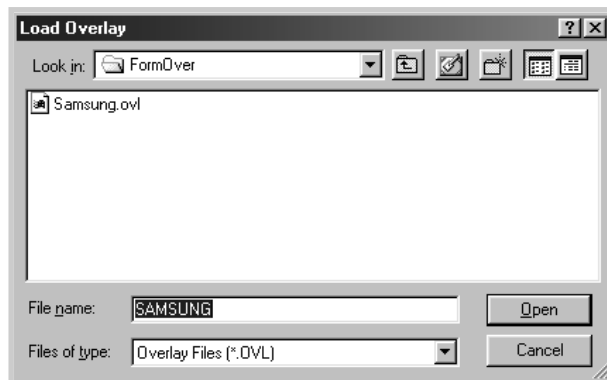 Load Overlay
Look in: FormOver
Samsung.ovl
File name: SAMSUNG Open
Files of type: Overlay Files (*.OVL) Cancel